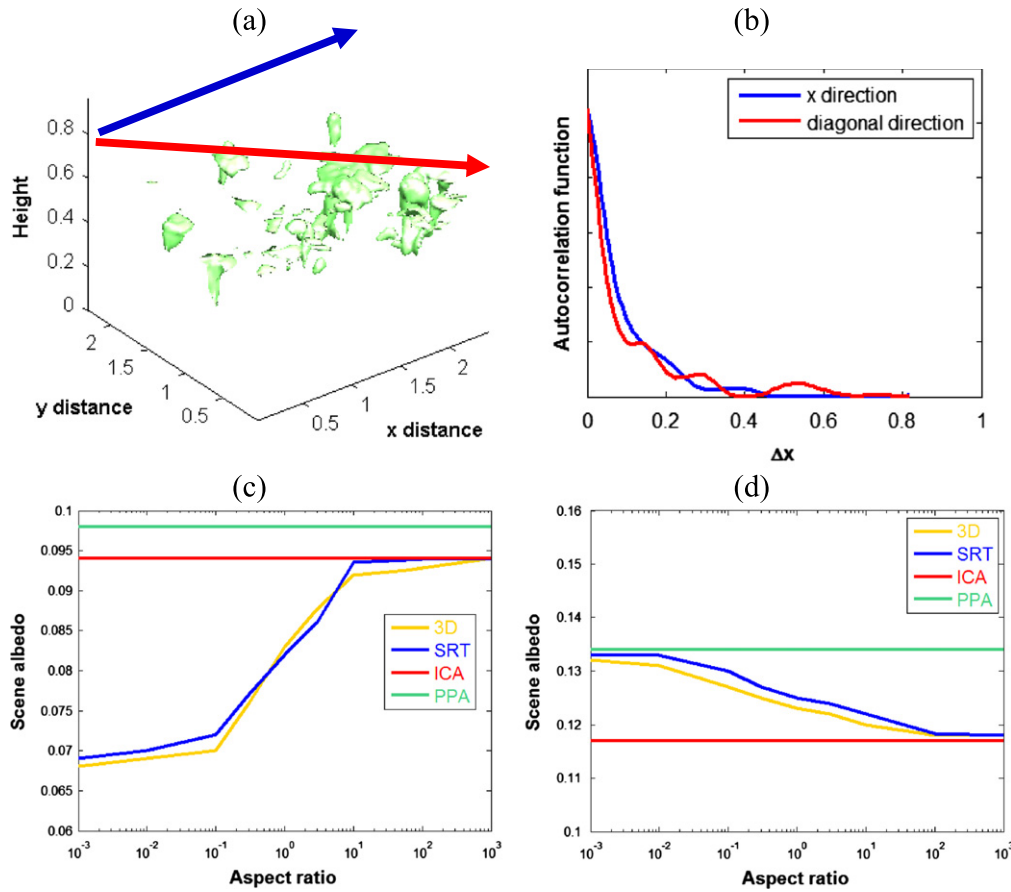 (a)
(b)
Height
0.8
0.6
0.4
0.2
0
2
1.5
1
0.5
y distance
0.5
1
1.5
2
x distance
Autocorrelation function
x direction
diagonal direction
0 0.2 0.4 0.6 0.8 1
Δx
(c)
(d)
Scene albedo
0.1
0.095
0.09
0.085
0.08
0.075
0.07
0.065
0.06
3D
SRT
ICA
PPA
10-3 10-2 10-1 100 101 102 103
Aspect ratio
Scene albedo
0.16
0.15
0.14
0.13
0.12
0.11
0.1
3D
SRT
ICA
PPA
10-3 10-2 10-1 100 101 102 103
Aspect ratio